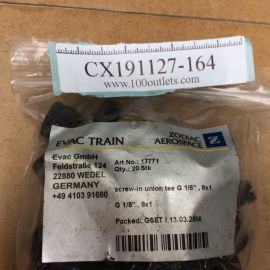 CX191127-164
www.100outlets.com
EVAC TRAIN
ZODIAC
AEROSPACE
Evac GmbH
Feldstraße 124
22880 WEDEL
GERMANY
+49 4103 91680
Art.No.: 17771
Qty.: 20 Stk
screw-in union tee G 1/8" , 8x1
G 1/8" , 8x1
Packed: GSET / 13.03.2014